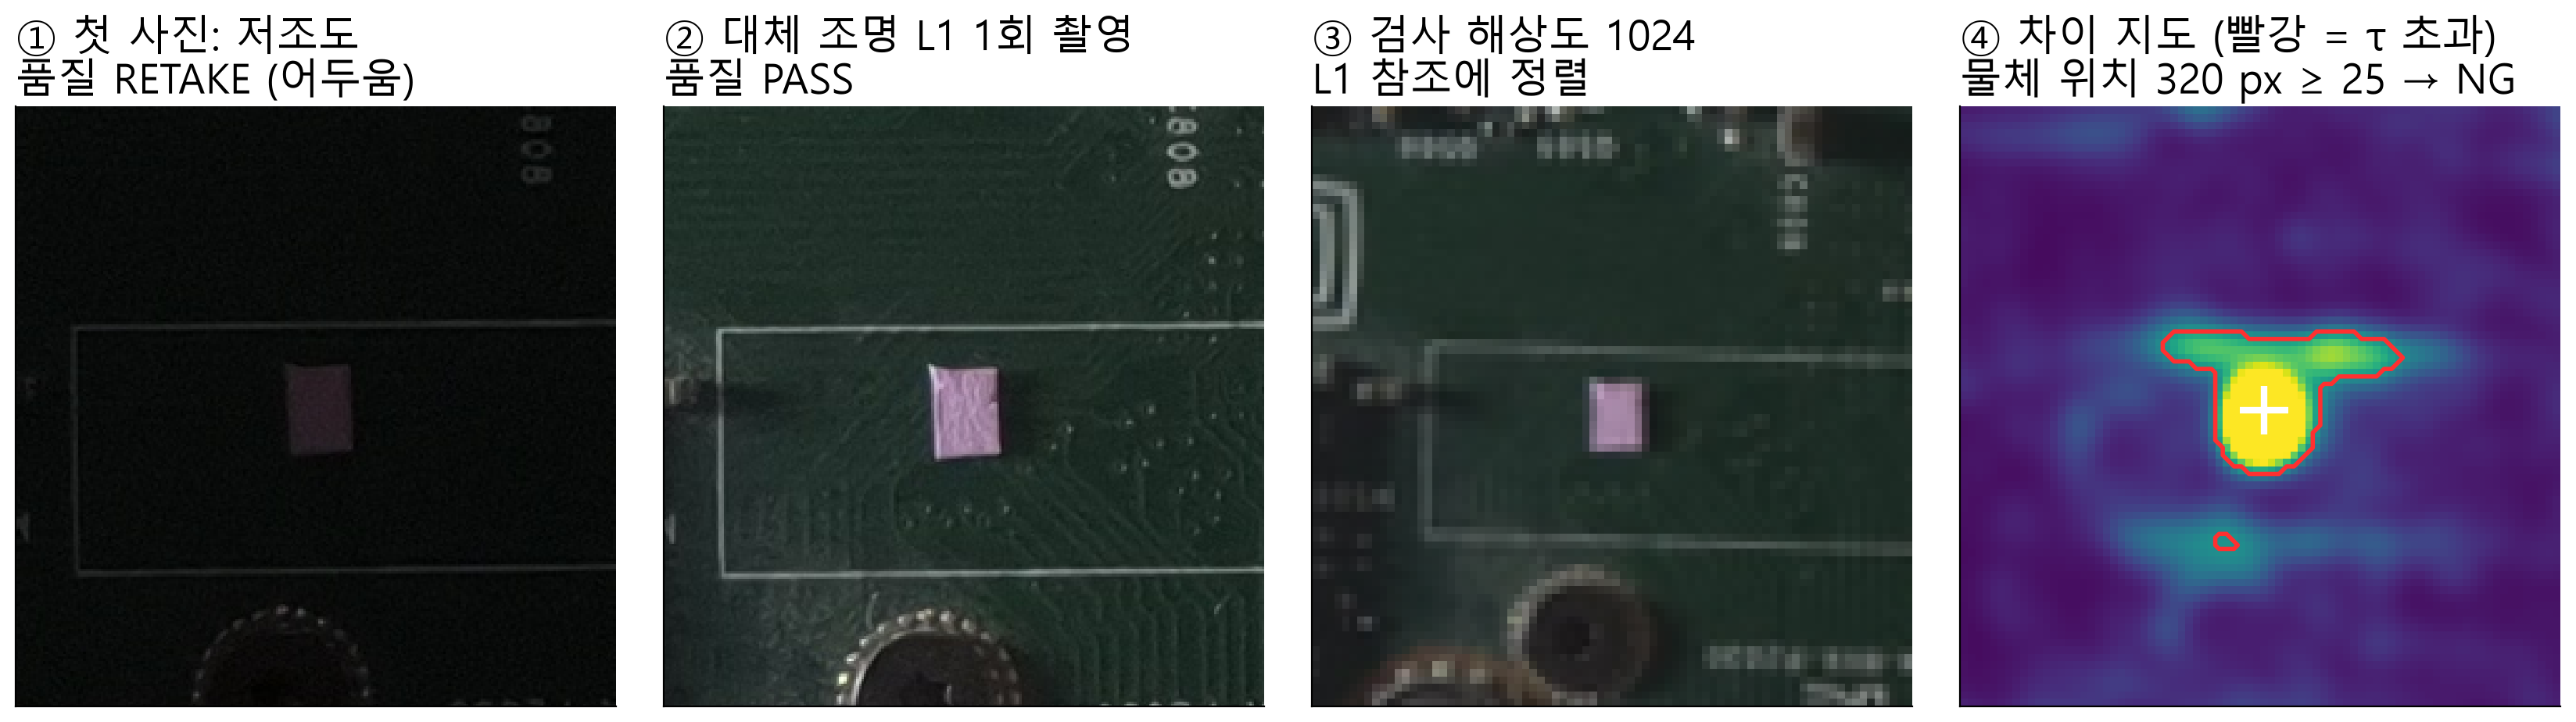 ① 첫 사진: 저조도
품질 RETAKE (어두움)
② 대체 조명 L1 1회 촬영
품질 PASS
③ 검사 해상도 1024
L1 참조에 정렬
④ 차이 지도 (빨강 = τ 초과)
물체 위치 320 px ≥ 25 → NG
808
808